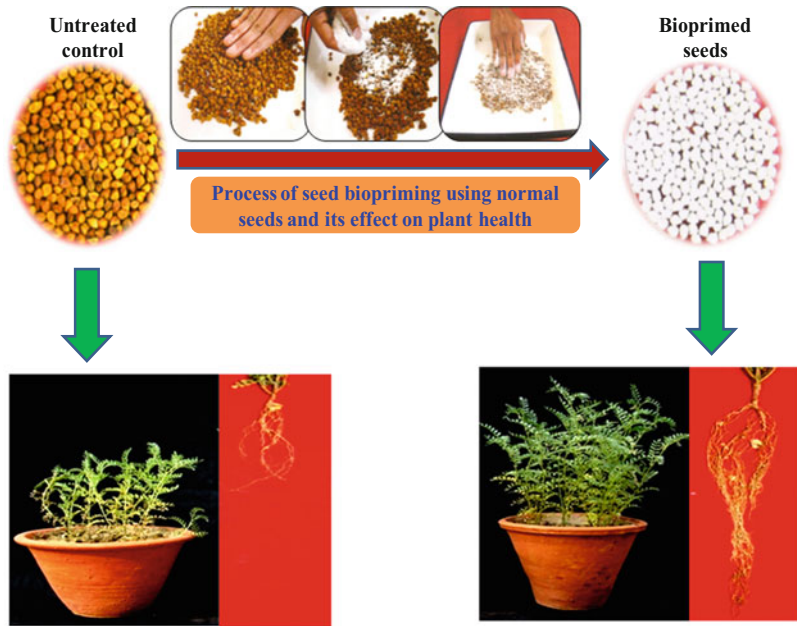 Untreated
control
Bioprimed
seeds
Process of seed biopriming using normal
seeds and its effect on plant health